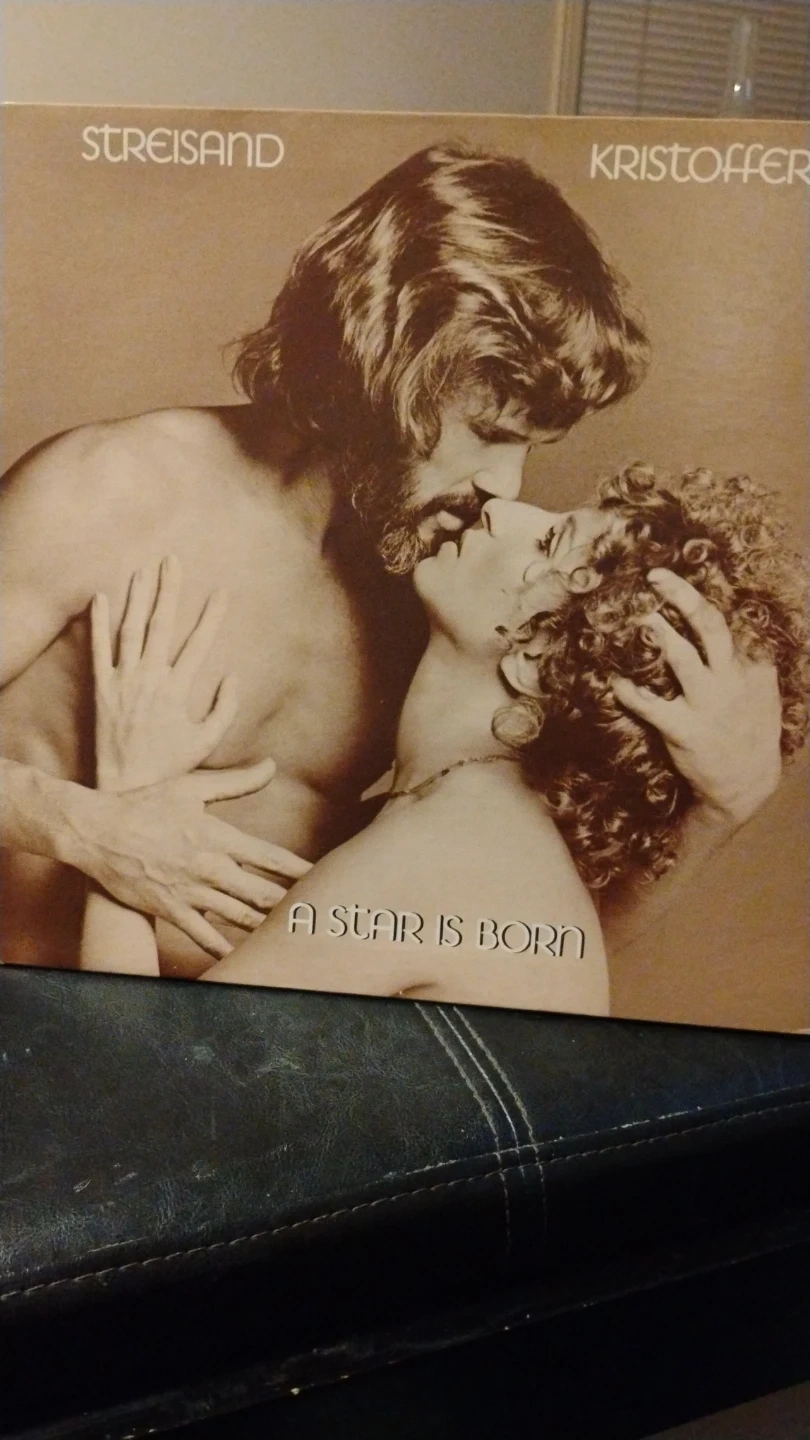 STREISAND
KRISTOFFER
A STAR IS BORN